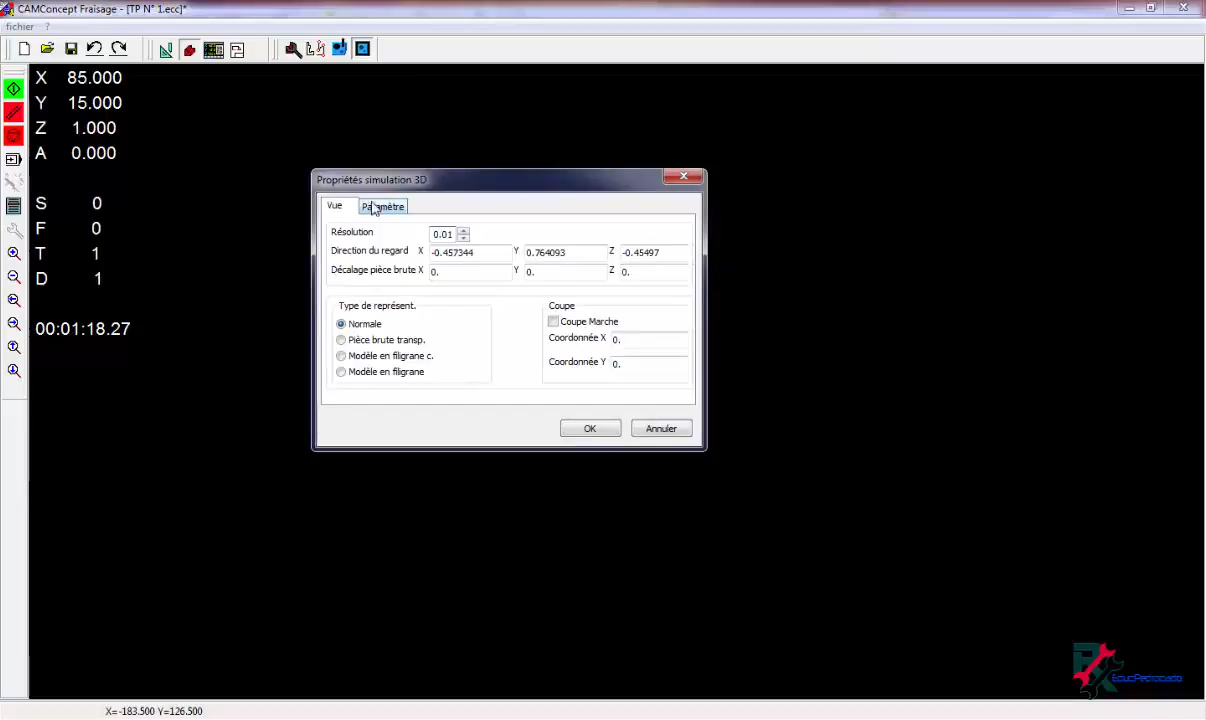 CAMConcept Fraisage - [TP N° 1.ecc]*
fichier ?
X 85.000
Y 15.000
Z 1.000
A 0.000
S 0
F 0
T 1
D 1
00:01:18.27
Propriétés simulation 3D
Vue Paramètre
Résolution 0.01
Direction du regard X -0.457344 Y 0.764093 Z -0.45497
Décalage pièce brute X 0. Y 0. Z 0.
Type de représent.
Normale
Pièce brute transp.
Modèle en filigrane c.
Modèle en filigrane
Coupe
Coupe Marche
Coordonnée X 0.
Coordonnée Y 0.
OK Annuler
X=-183.500 Y=126.500